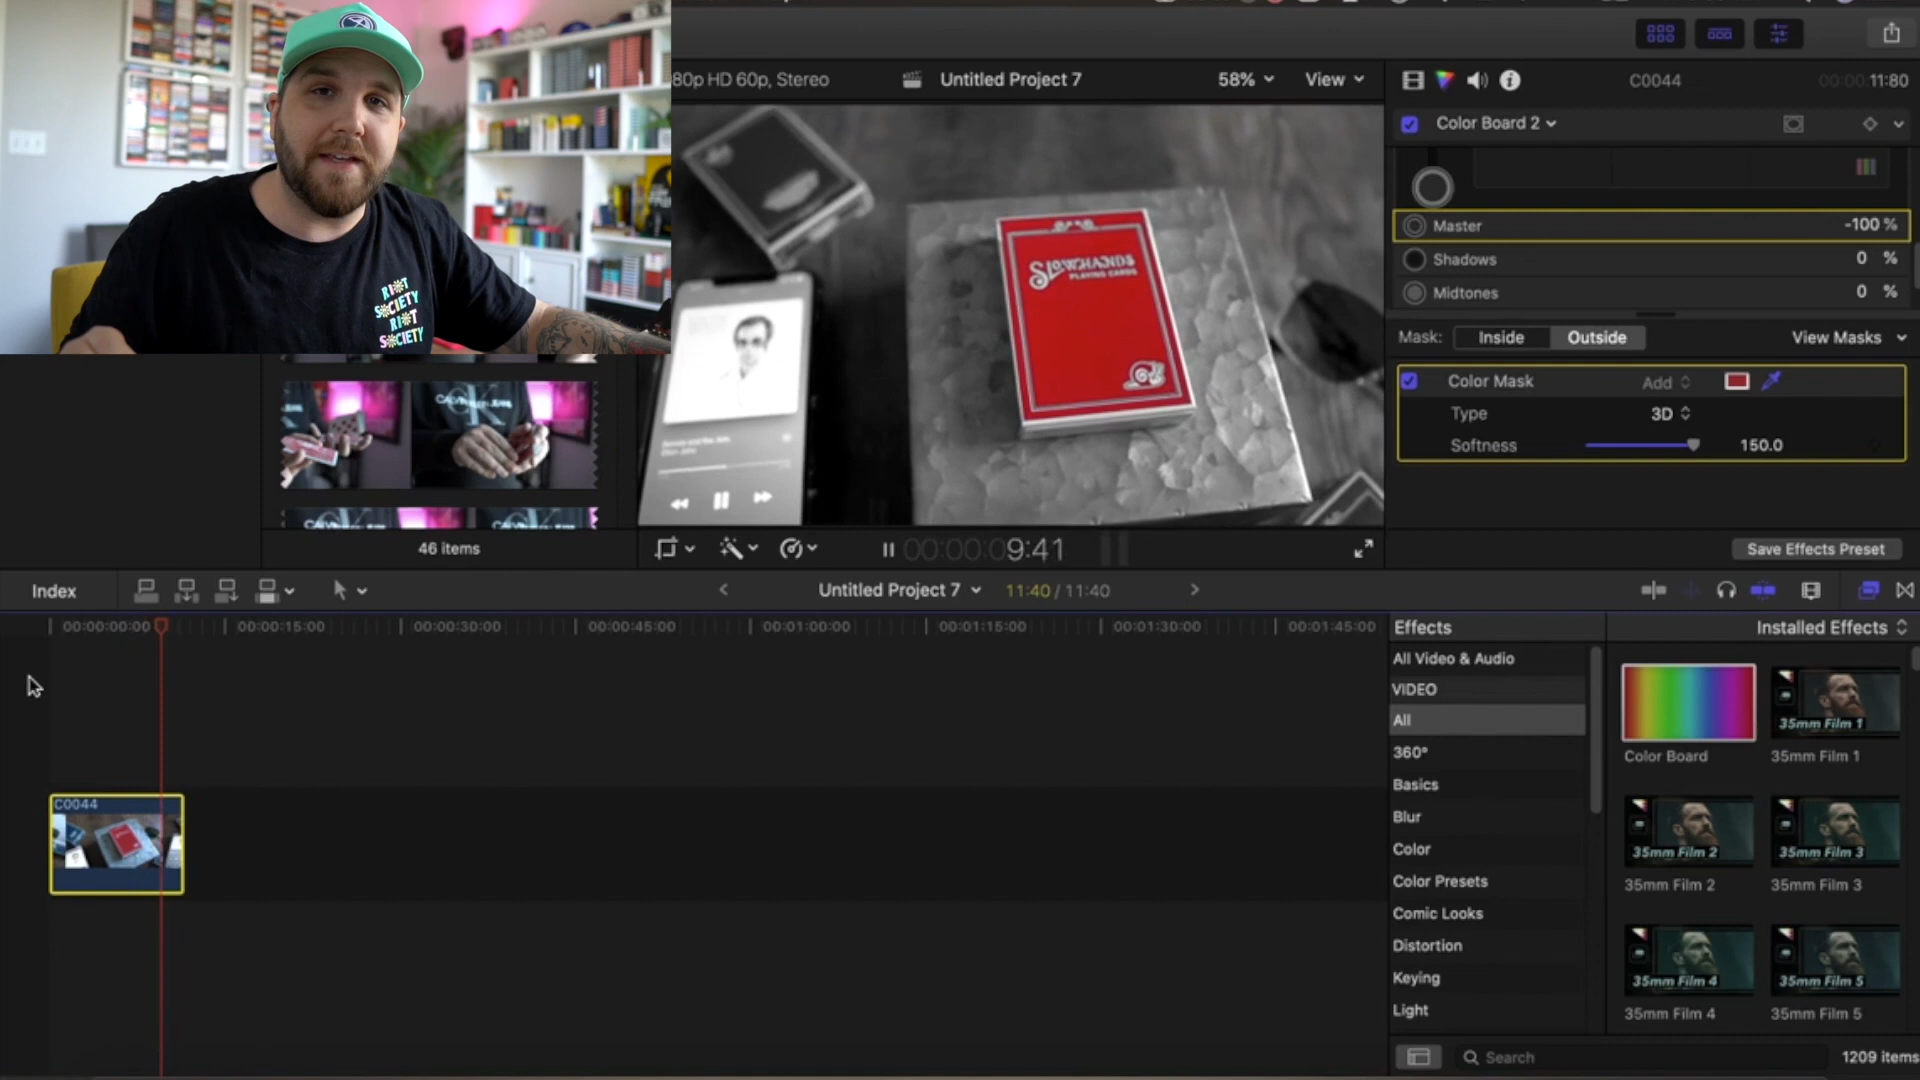 RIOT
SOCIETY
RIOT
SOCIETY
80p HD 60p, Stereo
Untitled Project 7
58%
View
C0044
00:00:11:80
Color Board 2
Master
-100 %
Shadows
0 %
Midtones
0 %
Mask:
Inside
Outside
View Masks
Color Mask
Add
Type
3D
Softness
150.0
Save Effects Preset
SLOWHANDS
PLAYING CARDS
CALVIN
46 items
00:00:09:41
Index
Untitled Project 7
11:40 / 11:40
00:00:00:00
00:00:15:00
00:00:30:00
00:00:45:00
00:01:00:00
00:01:15:00
00:01:30:00
00:01:45:00
C0044
Effects
Installed Effects
All Video & Audio
VIDEO
All
360°
Basics
Blur
Color
Color Presets
Comic Looks
Distortion
Keying
Light
Color Board
35mm Film 1
35mm Film 1
35mm Film 2
35mm Film 2
35mm Film 3
35mm Film 3
35mm Film 4
35mm Film 4
35mm Film 5
35mm Film 5
Search
1209 items